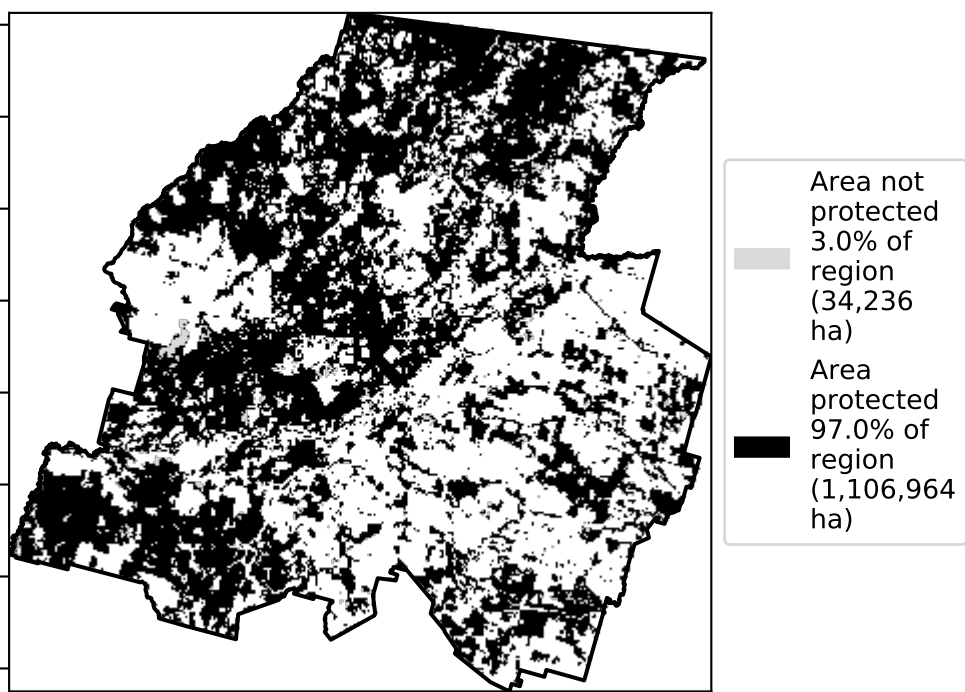 Area not
protected
3.0% of
region
(34,236
ha)
Area
protected
97.0% of
region
(1,106,964
ha)